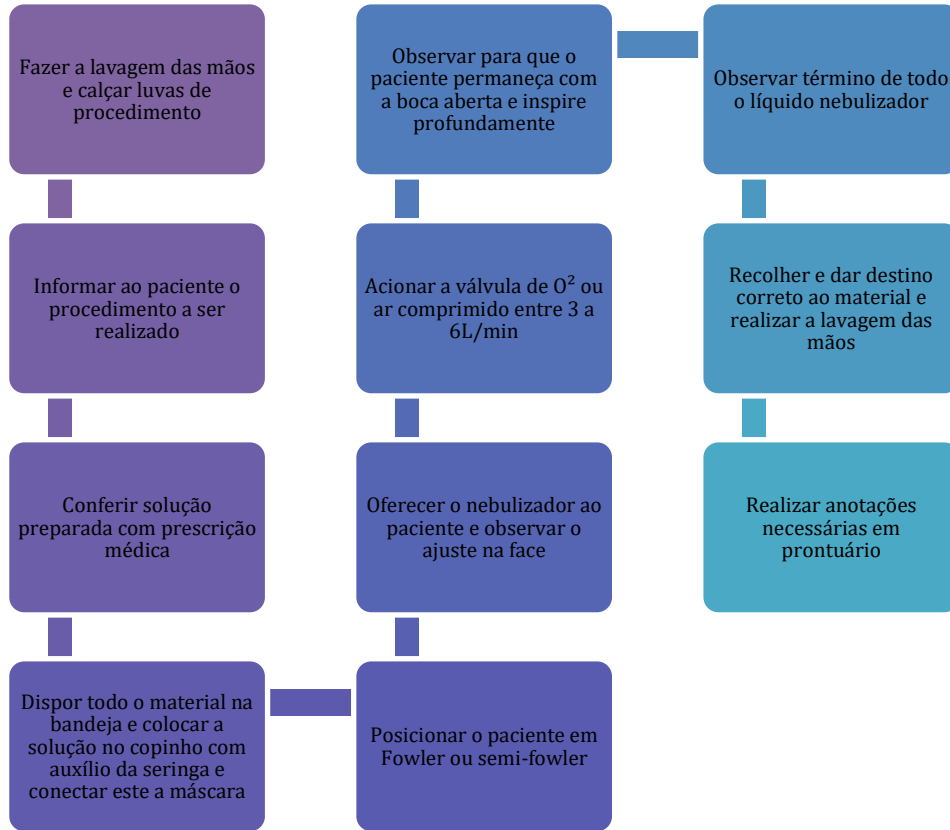 Fazer a lavagem das mãos
e calçar luvas de
procedimento
Informar ao paciente o
procedimento a ser
realizado
Conferir solução
preparada com prescrição
médica
Dispor todo o material na
bandeja e colocar a
solução no copinho com
auxílio da seringa e
conectar este a máscara
Posicionar o paciente em
Fowler ou semi-fowler
Oferecer o nebulizador ao
paciente e observar o
ajuste na face
Acionar a válvula de O² ou
ar comprimido entre 3 a
6L/min
Observar para que o
paciente permaneça com
a boca aberta e inspire
profundamente
Observar término de todo
o líquido nebulizador
Recolher e dar destino
correto ao material e
realizar a lavagem das
mãos
Realizar anotações
necessárias em
prontuário